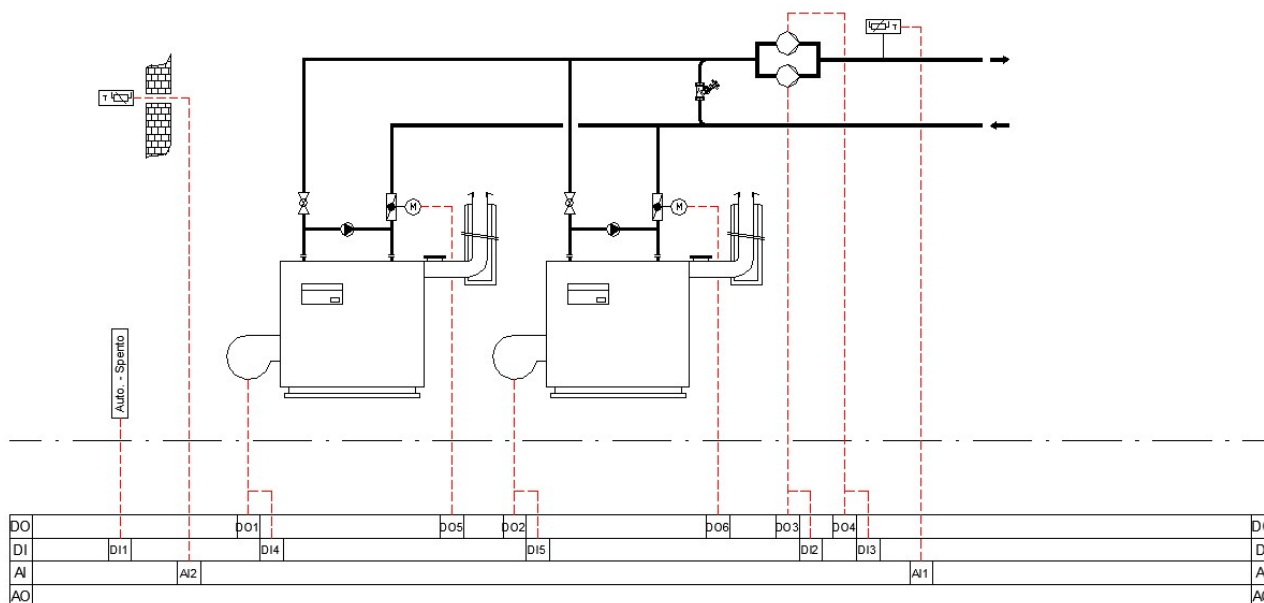 T
T
M
M
Auto. - Spento
DO
DO1
DO5
DO2
DO6
DO3
DO4
DI
DI1
DI4
DI5
DI2
DI3
AI
AI2
AI1
AO